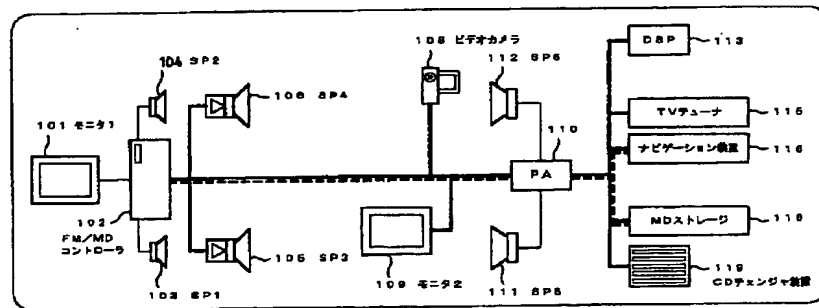 104 SP2
106 SP4
108 ビデオカメラ
112 SP6
DSP
113
101 モニタ1
110
TVテューナ
115
PA
ナビゲーション装置
116
102
FM/MD
コントローラ
MDストレージ
118
103 SP1
105 SP3
109 モニタ2
111 SP5
119
CDチェンジャ装置